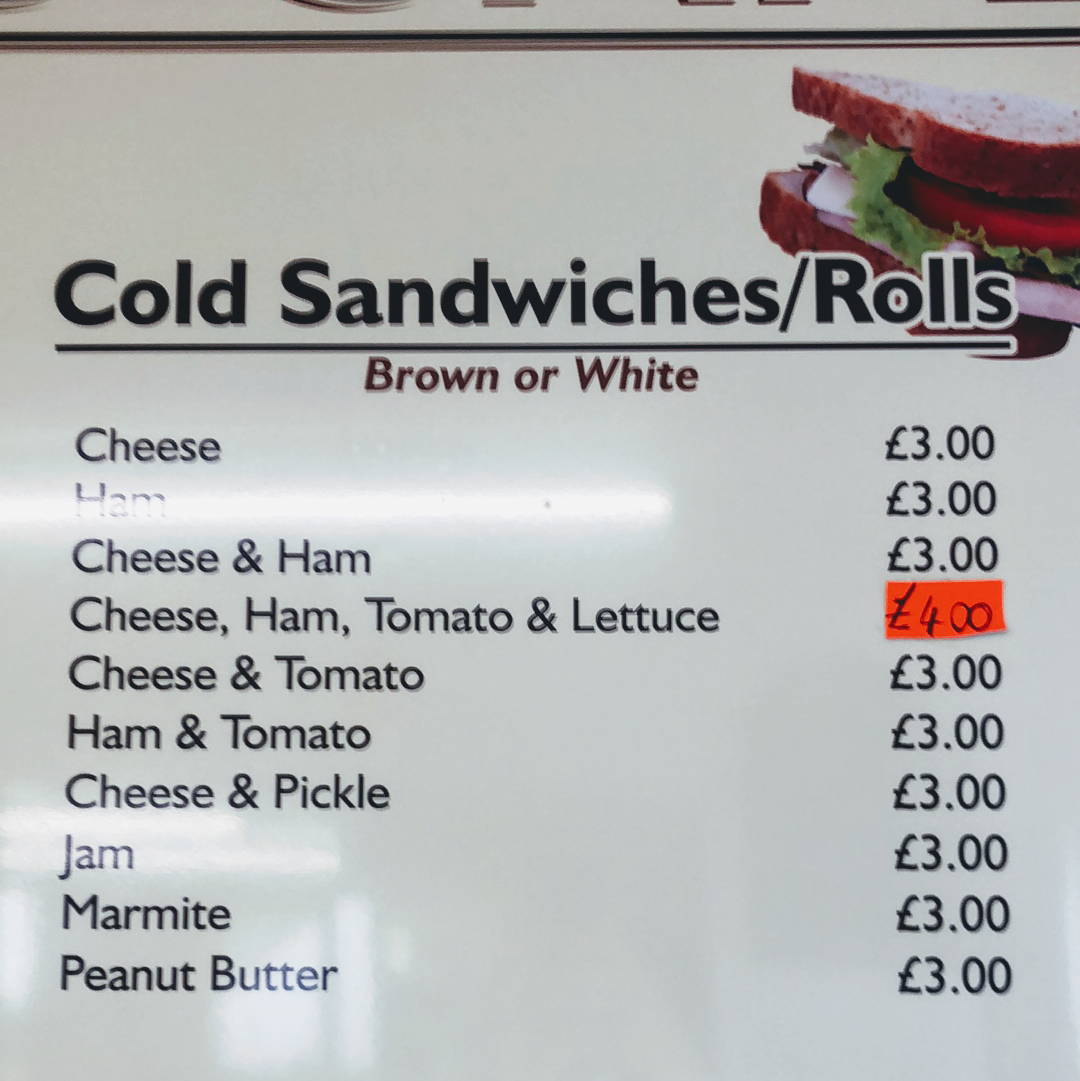 Cold Sandwiches/Rolls
Brown or White
Cheese £3.00
Ham £3.00
Cheese & Ham £3.00
Cheese, Ham, Tomato & Lettuce £4.00
Cheese & Tomato £3.00
Ham & Tomato £3.00
Cheese & Pickle £3.00
Jam £3.00
Marmite £3.00
Peanut Butter £3.00